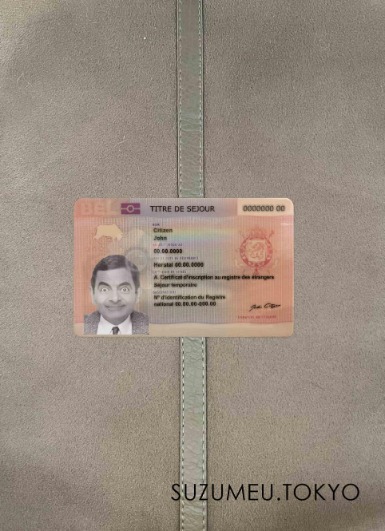 BEL
TITRE DE SEJOUR
0000000 00
Citizen
John
00.00.0000
Herstal 00.00.0000
A. Certificat d'inscription au registre des étrangers
Séjour temporaire
N° d'identification du Registre
national 00.00.00-000.00
SUZUMEU.TOKYO